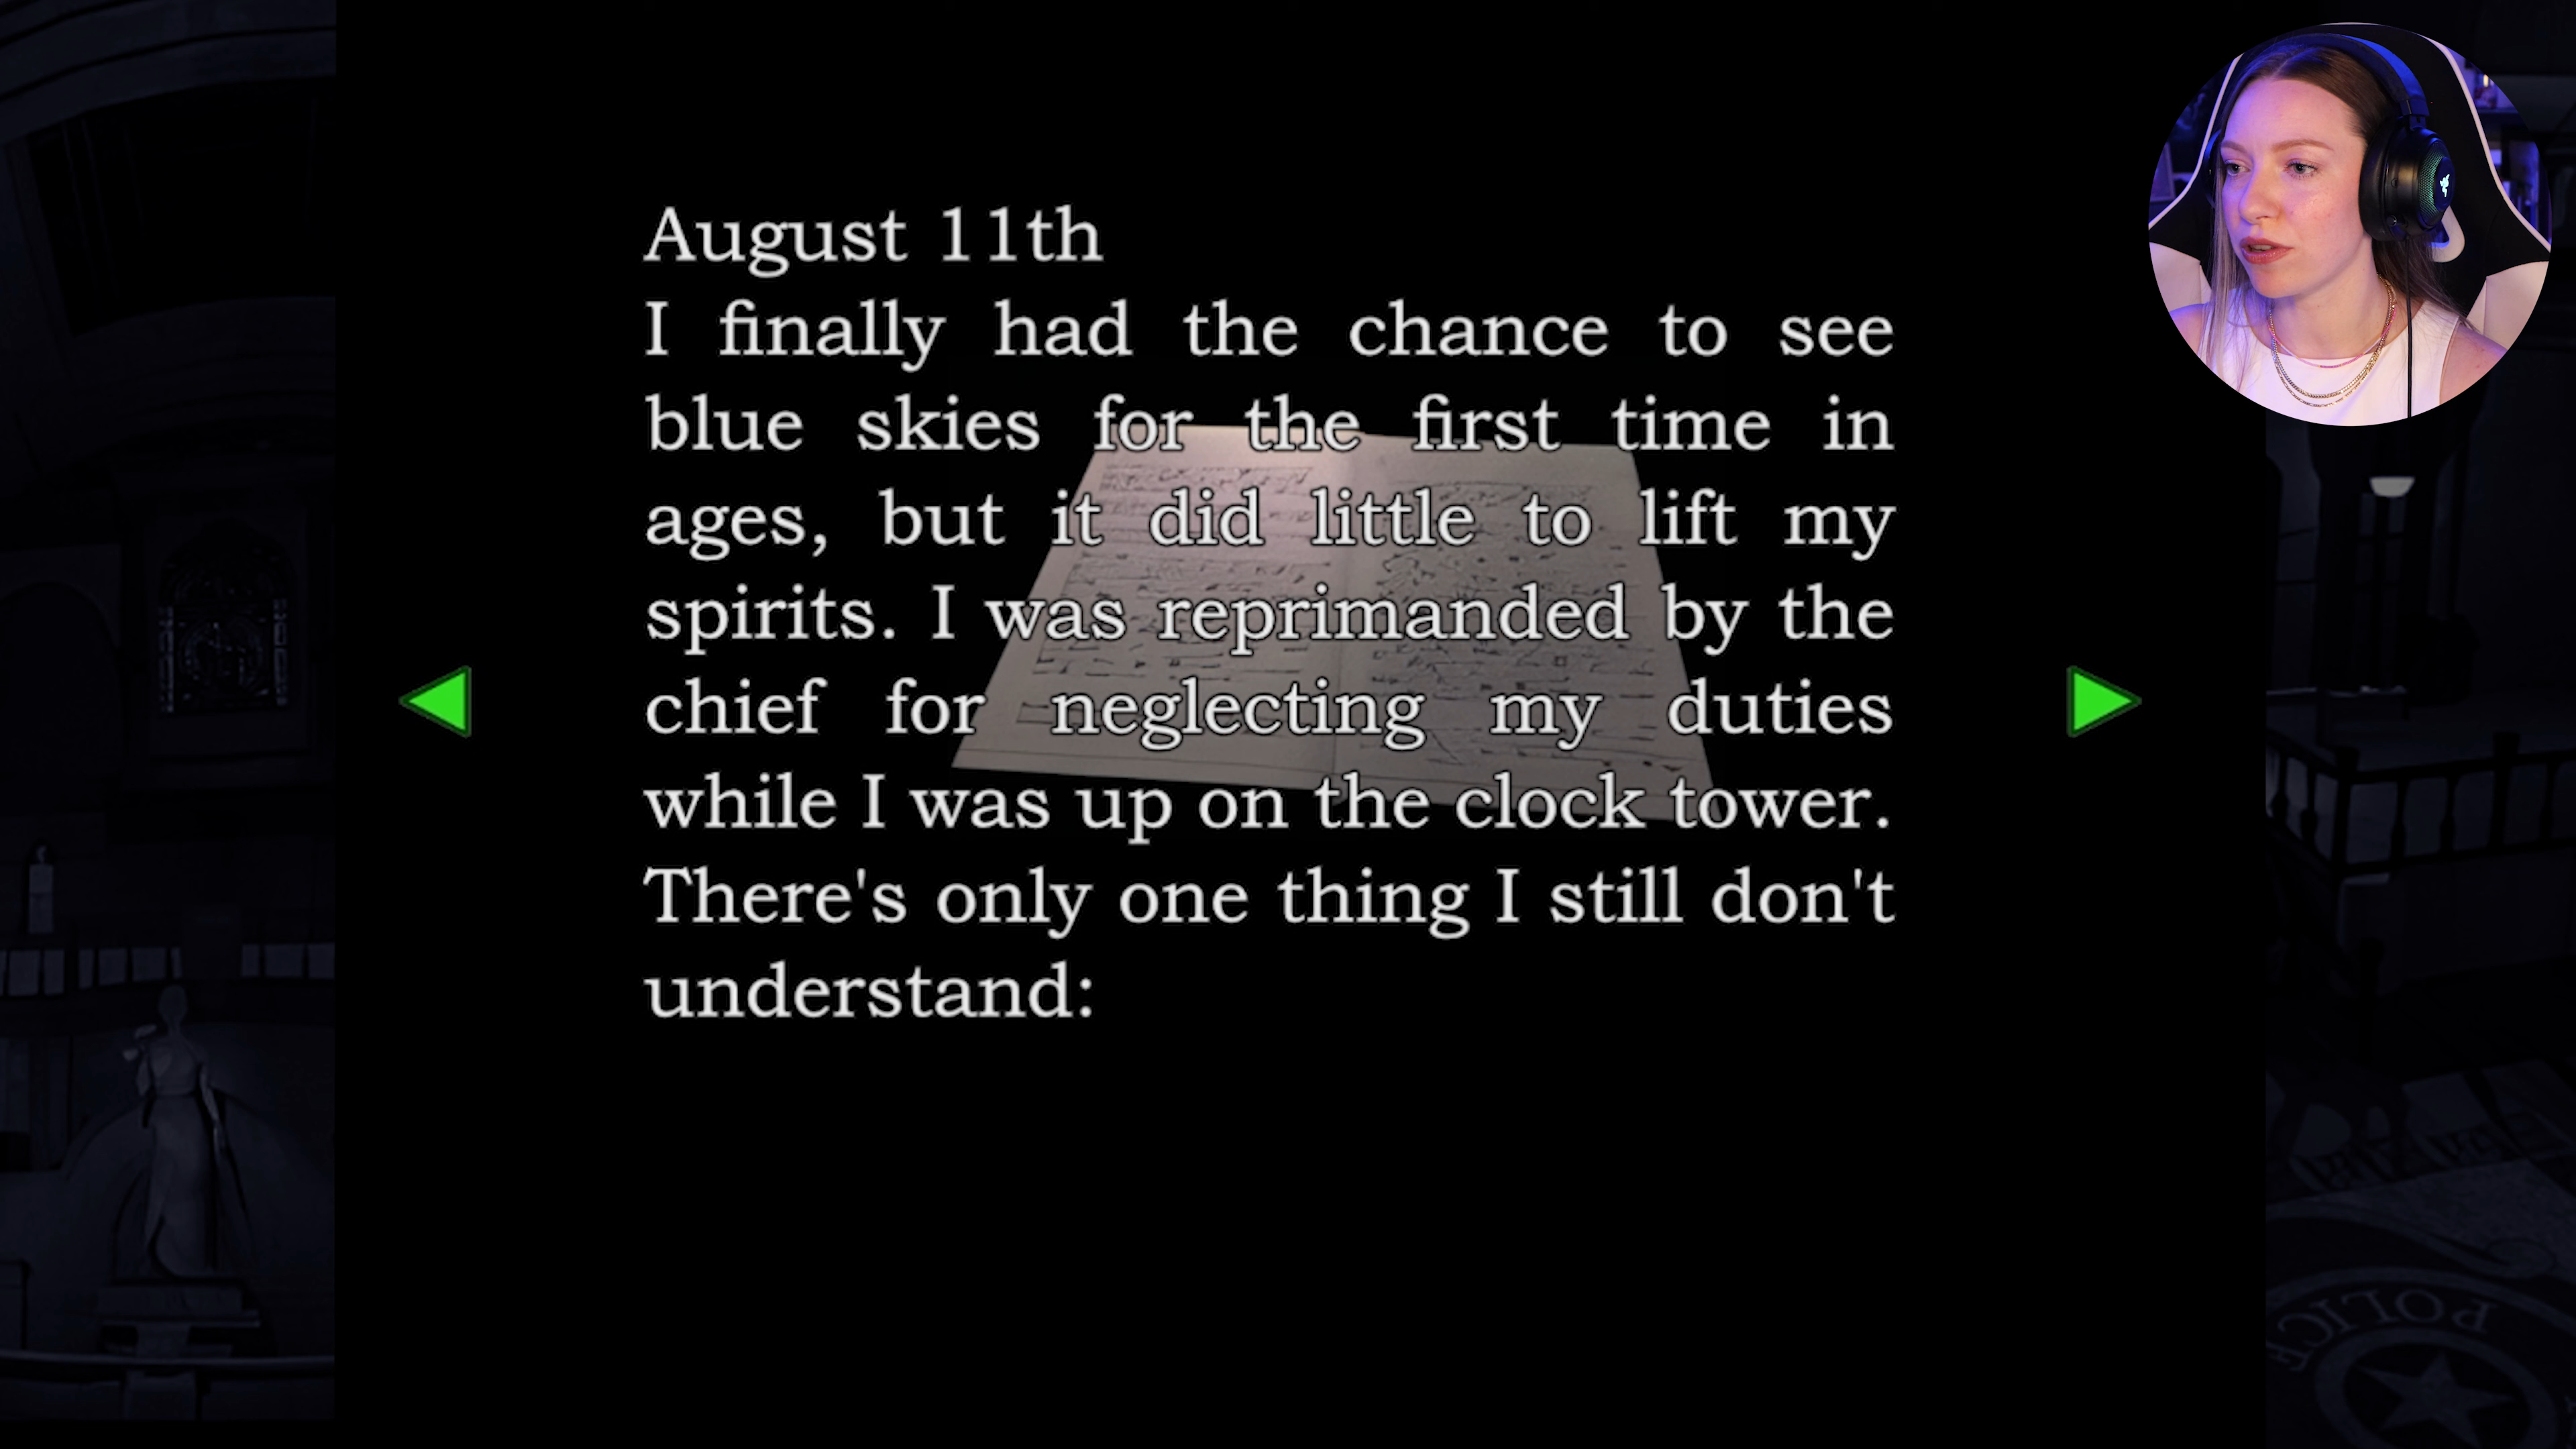 August 11th
I finally had the chance to see
blue skies for the first time in
ages, but it did little to lift my
spirits. I was reprimanded by the
chief for neglecting my duties
while I was up on the clock tower.
There's only one thing I still don't
understand:
POLICE